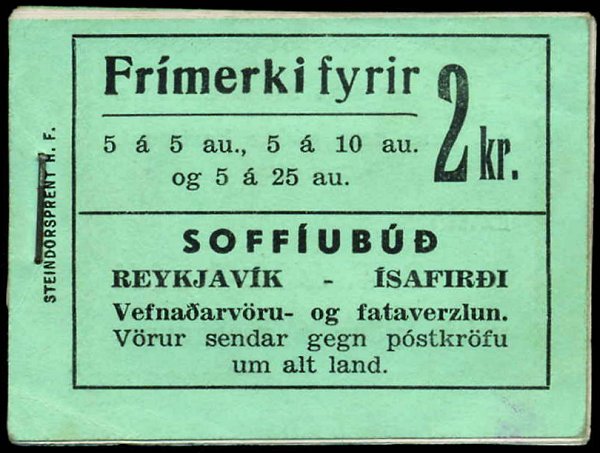 Frímerki fyrir
2 kr.
5 á 5 au., 5 á 10 au.
og 5 á 25 au.
SOFFÍUBÚÐ
REYKJAVÍK - ÍSAFIRÐI
Vefnaðarvöru- og fataverzlun.
Vörur sendar gegn póstkröfu
um alt land.
STEINDÓRSPRENT H. F.